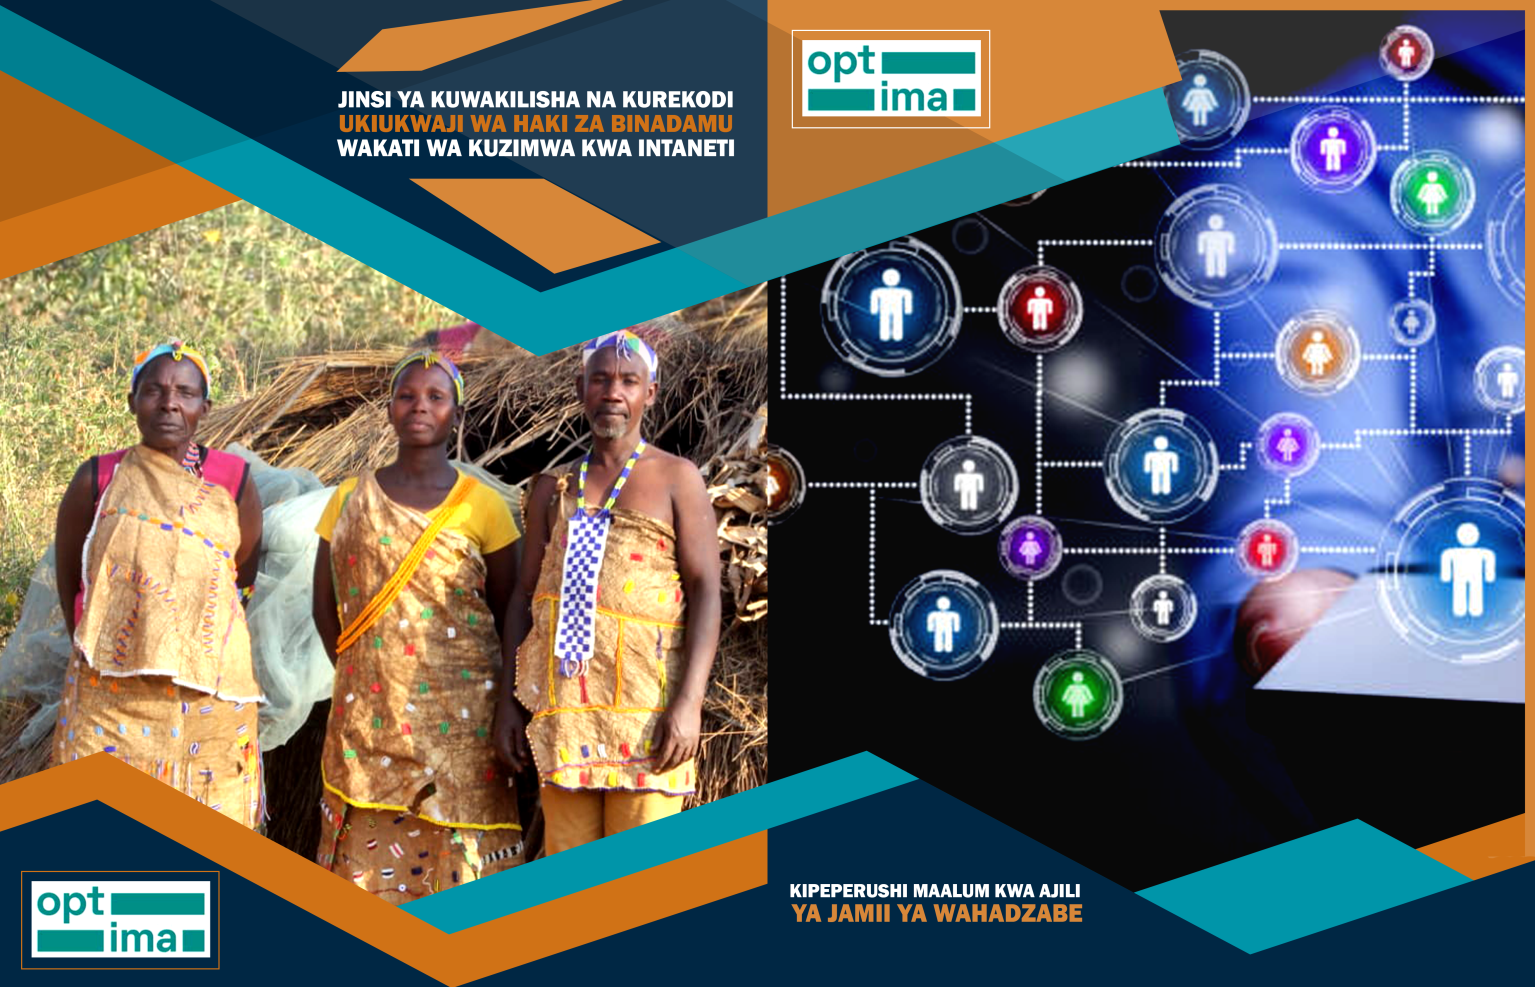 JINSI YA KUWAKILISHA NA KUREKODI
UKIUKWAJI WA HAKI ZA BINADAMU
WAKATI WA KUZIMWA KWA INTANETI
opt
ima
opt
ima
KIPEPERUSHI MAALUM KWA AJILI
YA JAMII YA WAHADZABE